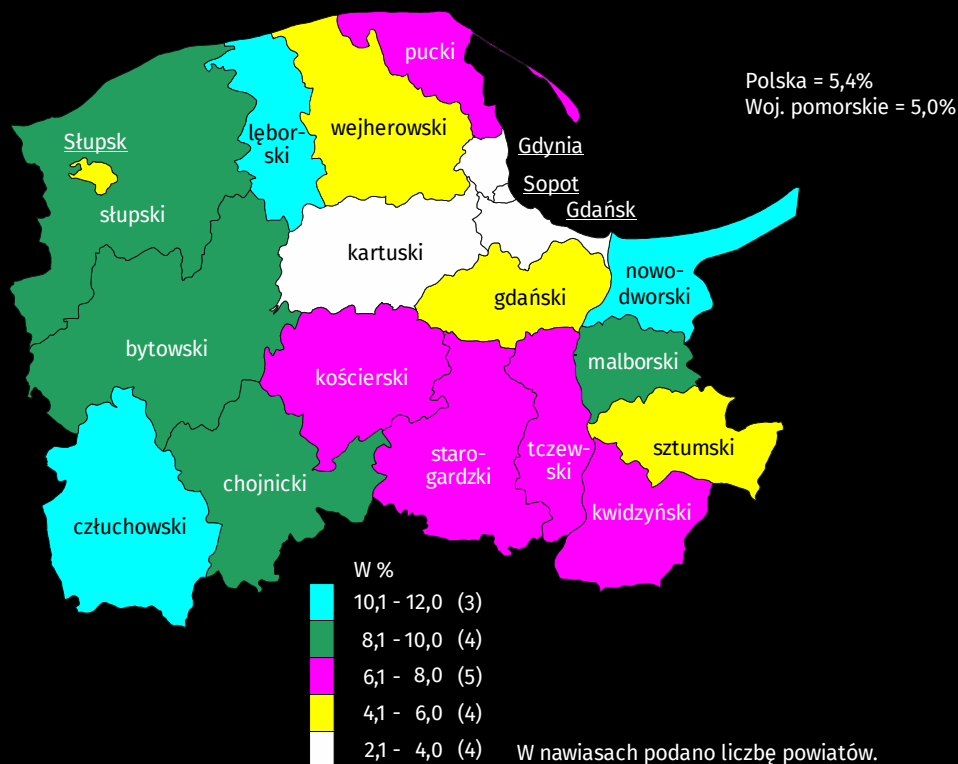 pucki
Polska = 5,4%
Woj. pomorskie = 5,0%
lębor-
ski
wejherowski
Słupsk
Gdynia
Sopot
Gdańsk
słupski
kartuski
nowo-
dworski
gdański
bytowski
malborski
kościerski
staro-
gardzki
tczew-
ski
sztumski
chojnicki
kwidzyński
człuchowski
W %
10,1 - 12,0 (3)
8,1 - 10,0 (4)
6,1 - 8,0 (5)
4,1 - 6,0 (4)
2,1 - 4,0 (4)
W nawiasach podano liczbę powiatów.